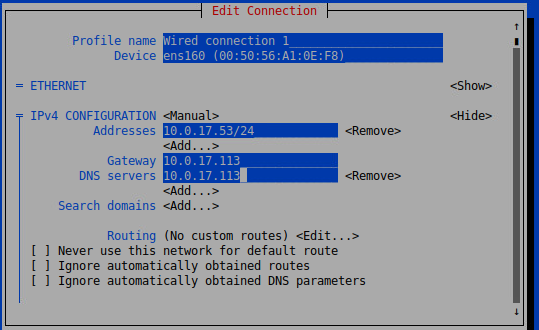 Edit Connection
Profile name Wired connection 1
Device ens160 (00:50:56:A1:0E:F8)
= ETHERNET <Show>
= IPv4 CONFIGURATION <Manual> <Hide>
Addresses 10.0.17.53/24 <Remove>
<Add...>
Gateway 10.0.17.113
DNS servers 10.0.17.113 <Remove>
<Add...>
Search domains <Add...>
Routing (No custom routes) <Edit...>
[ ] Never use this network for default route
[ ] Ignore automatically obtained routes
[ ] Ignore automatically obtained DNS parameters